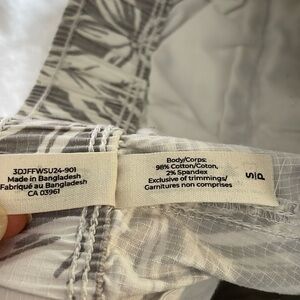 3DJFFWSU24-901
Made in Bangladesh
Fabriqué au Bangladesh
CA 03961
Body/Corps:
98% Cotton/Coton,
2% Spandex
Exclusive of trimmings/
Garnitures non comprises
S/P